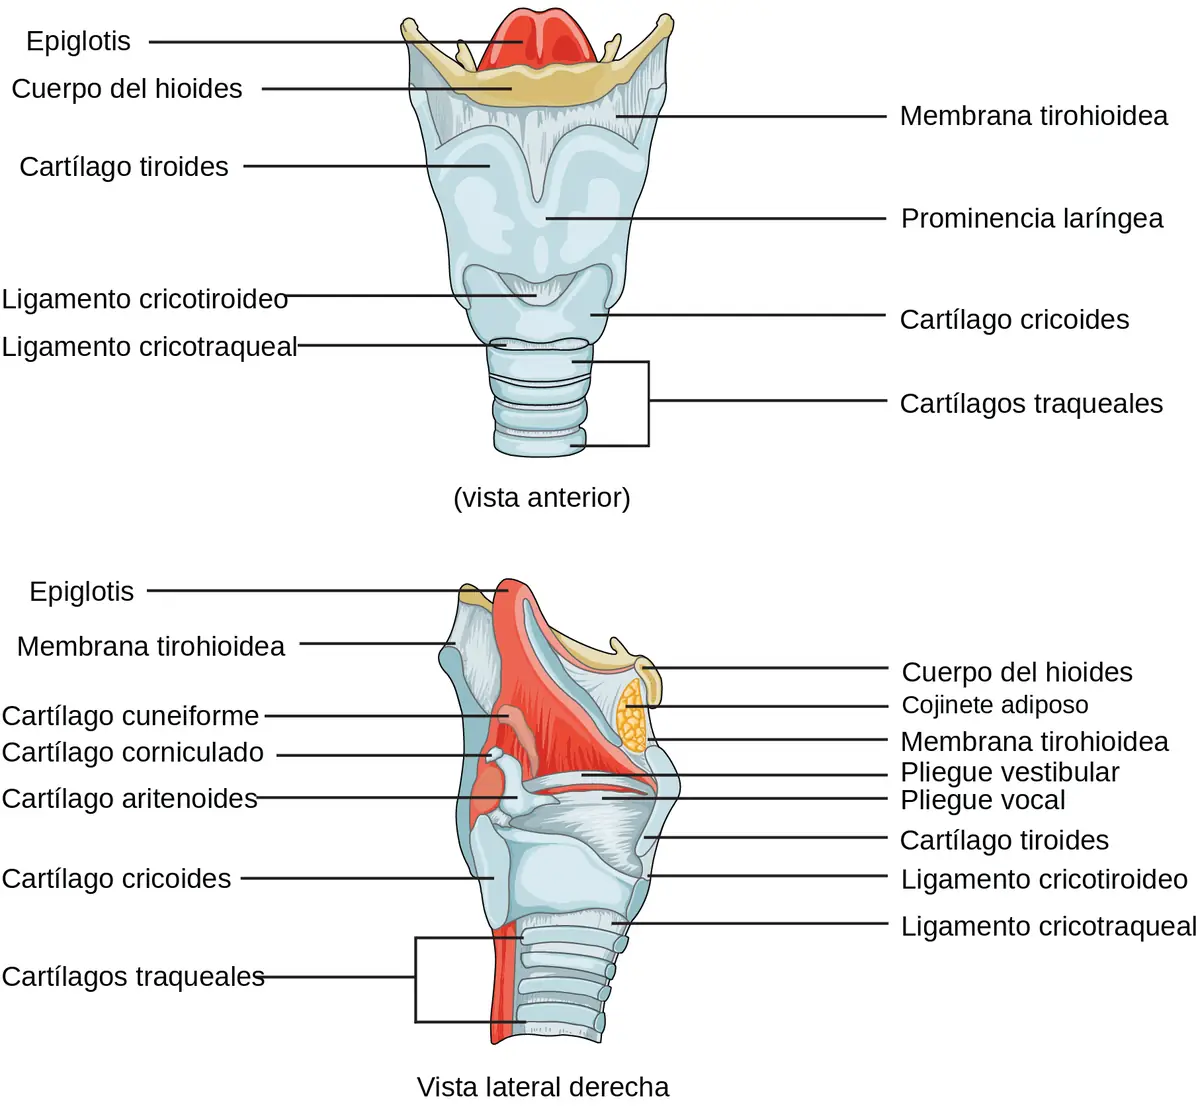 Epiglotis
Cuerpo del hioides
Membrana tirohioidea
Cartílago tiroides
Prominencia laríngea
Ligamento cricotiroideo
Cartílago cricoides
Ligamento cricotraqueal
Cartílagos traqueales
(vista anterior)
Epiglotis
Membrana tirohioidea
Cuerpo del hioides
Cojinete adiposo
Cartílago cuneiforme
Membrana tirohioidea
Cartílago corniculado
Pliegue vestibular
Cartílago aritenoides
Pliegue vocal
Cartílago tiroides
Cartílago cricoides
Ligamento cricotiroideo
Ligamento cricotraqueal
Cartílagos traqueales
Vista lateral derecha